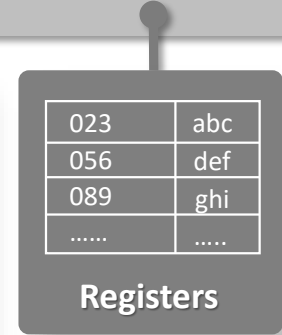 023 abc
056 def
089 ghi
...... .....
Registers